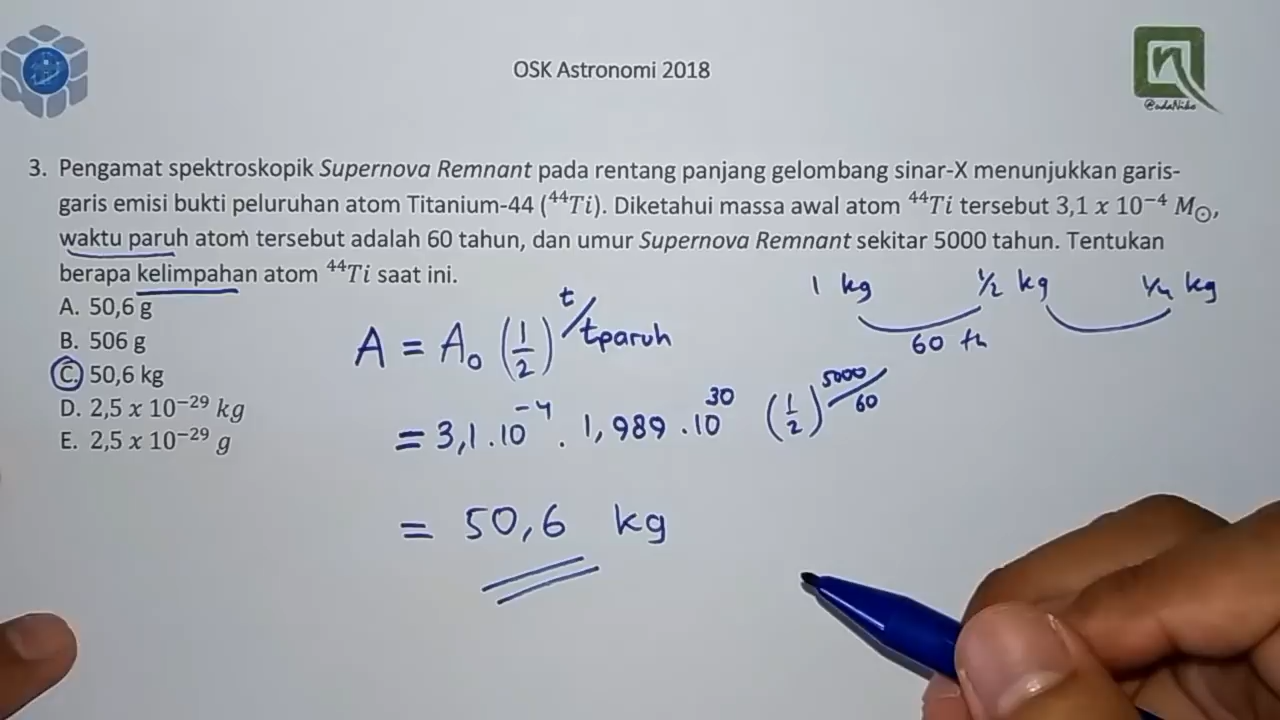 OSK Astronomi 2018
@adaNiko
3. Pengamat spektroskopik Supernova Remnant pada rentang panjang gelombang sinar-X menunjukkan garis-
garis emisi bukti peluruhan atom Titanium-44 (⁴⁴Ti). Diketahui massa awal atom ⁴⁴Ti tersebut 3,1 x 10⁻⁴ M☉,
waktu paruh atom tersebut adalah 60 tahun, dan umur Supernova Remnant sekitar 5000 tahun. Tentukan
berapa kelimpahan atom ⁴⁴Ti saat ini.
A. 50,6 g
B. 506 g
C. 50,6 kg
D. 2,5 x 10⁻²⁹ kg
E. 2,5 x 10⁻²⁹ g
1 kg ½ kg ¼ kg
60 th
A = A₀ (1/2)^(t/tparuh)
= 3,1 . 10⁻⁴ . 1,989 . 10³⁰ (1/2)^(5000/60)
= 50,6 kg